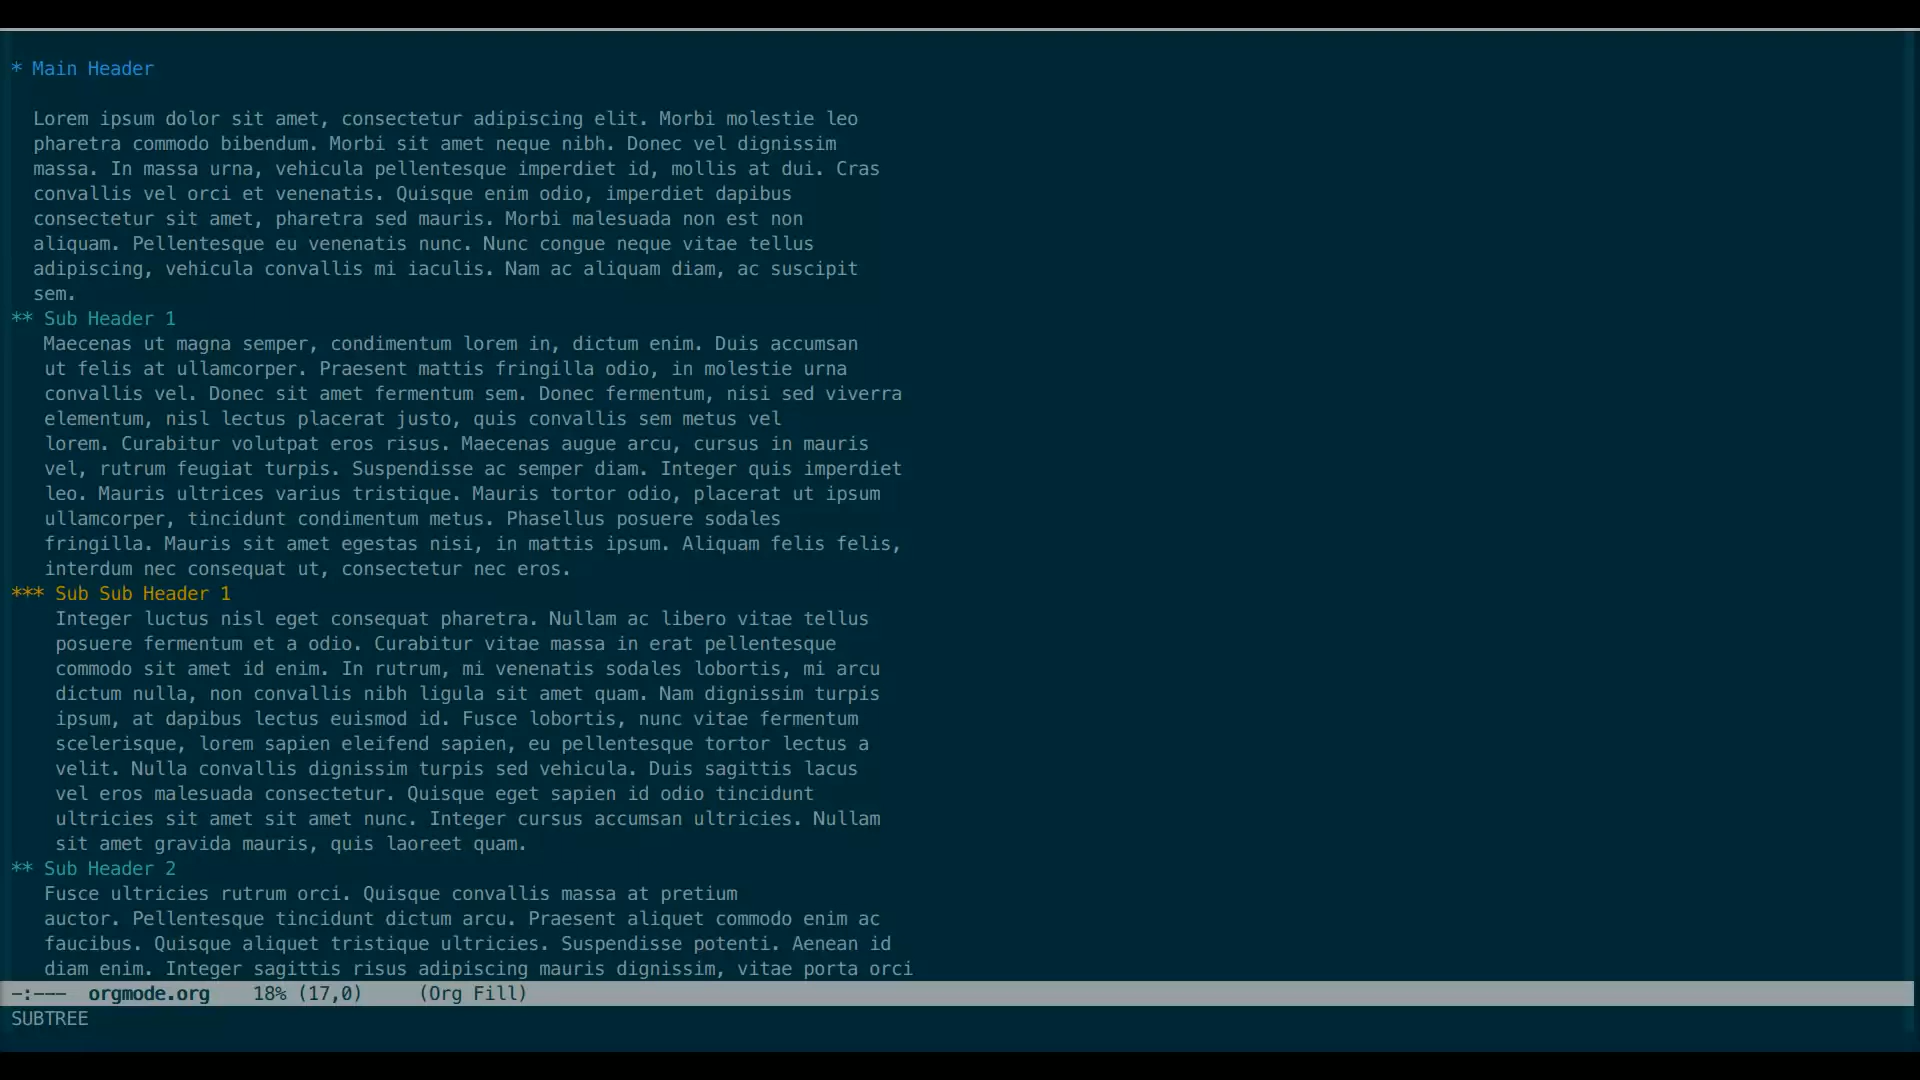 * Main Header
Lorem ipsum dolor sit amet, consectetur adipiscing elit. Morbi molestie leo
pharetra commodo bibendum. Morbi sit amet neque nibh. Donec vel dignissim
massa. In massa urna, vehicula pellentesque imperdiet id, mollis at dui. Cras
convallis vel orci et venenatis. Quisque enim odio, imperdiet dapibus
consectetur sit amet, pharetra sed mauris. Morbi malesuada non est non
aliquam. Pellentesque eu venenatis nunc. Nunc congue neque vitae tellus
adipiscing, vehicula convallis mi iaculis. Nam ac aliquam diam, ac suscipit
sem.
** Sub Header 1
Maecenas ut magna semper, condimentum lorem in, dictum enim. Duis accumsan
ut felis at ullamcorper. Praesent mattis fringilla odio, in molestie urna
convallis vel. Donec sit amet fermentum sem. Donec fermentum, nisi sed viverra
elementum, nisl lectus placerat justo, quis convallis sem metus vel
lorem. Curabitur volutpat eros risus. Maecenas augue arcu, cursus in mauris
vel, rutrum feugiat turpis. Suspendisse ac semper diam. Integer quis imperdiet
leo. Mauris ultrices varius tristique. Mauris tortor odio, placerat ut ipsum
ullamcorper, tincidunt condimentum metus. Phasellus posuere sodales
fringilla. Mauris sit amet egestas nisi, in mattis ipsum. Aliquam felis felis,
interdum nec consequat ut, consectetur nec eros.
*** Sub Sub Header 1
Integer luctus nisl eget consequat pharetra. Nullam ac libero vitae tellus
posuere fermentum et a odio. Curabitur vitae massa in erat pellentesque
commodo sit amet id enim. In rutrum, mi venenatis sodales lobortis, mi arcu
dictum nulla, non convallis nibh ligula sit amet quam. Nam dignissim turpis
ipsum, at dapibus lectus euismod id. Fusce lobortis, nunc vitae fermentum
scelerisque, lorem sapien eleifend sapien, eu pellentesque tortor lectus a
velit. Nulla convallis dignissim turpis sed vehicula. Duis sagittis lacus
vel eros malesuada consectetur. Quisque eget sapien id odio tincidunt
ultricies sit amet sit amet nunc. Integer cursus accumsan ultricies. Nullam
sit amet gravida mauris, quis laoreet quam.
** Sub Header 2
Fusce ultricies rutrum orci. Quisque convallis massa at pretium
auctor. Pellentesque tincidunt dictum arcu. Praesent aliquet commodo enim ac
faucibus. Quisque aliquet tristique ultricies. Suspendisse potenti. Aenean id
diam enim. Integer sagittis risus adipiscing mauris dignissim, vitae porta orci
-:--- orgmode.org 18% (17,0) (Org Fill)
SUBTREE